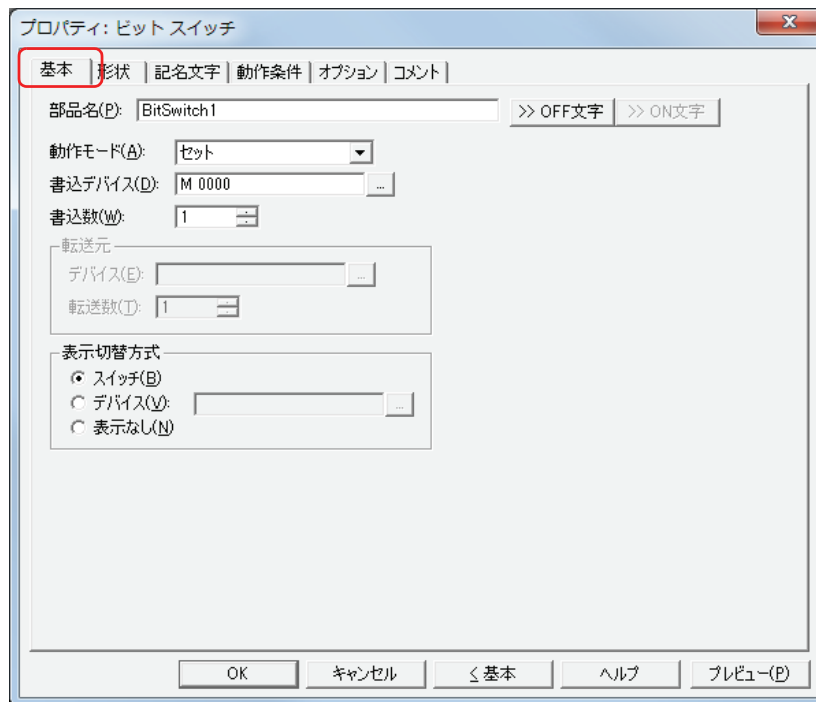 プロパティ: ビット スイッチ
基本 形状 記名文字 動作条件 オプション コメント
部品名(P): BitSwitch1 >> OFF文字 >> ON文字
動作モード(A): セット
書込デバイス(D): M 0000 ...
書込数(W): 1
転送元
デバイス(E): ...
転送数(T): 1
表示切替方式
スイッチ(B)
デバイス(V): ...
表示なし(N)
OK キャンセル < 基本 ヘルプ プレビュー(P)